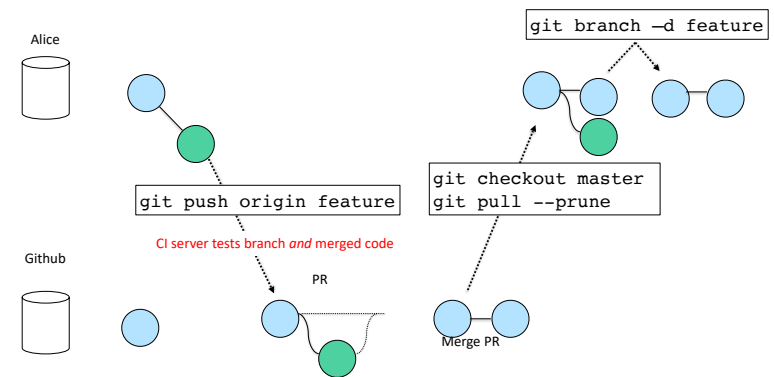 git branch –d feature
Alice
git push origin feature
git checkout master
git pull --prune
CI server tests branch and merged code
Github
PR
Merge PR